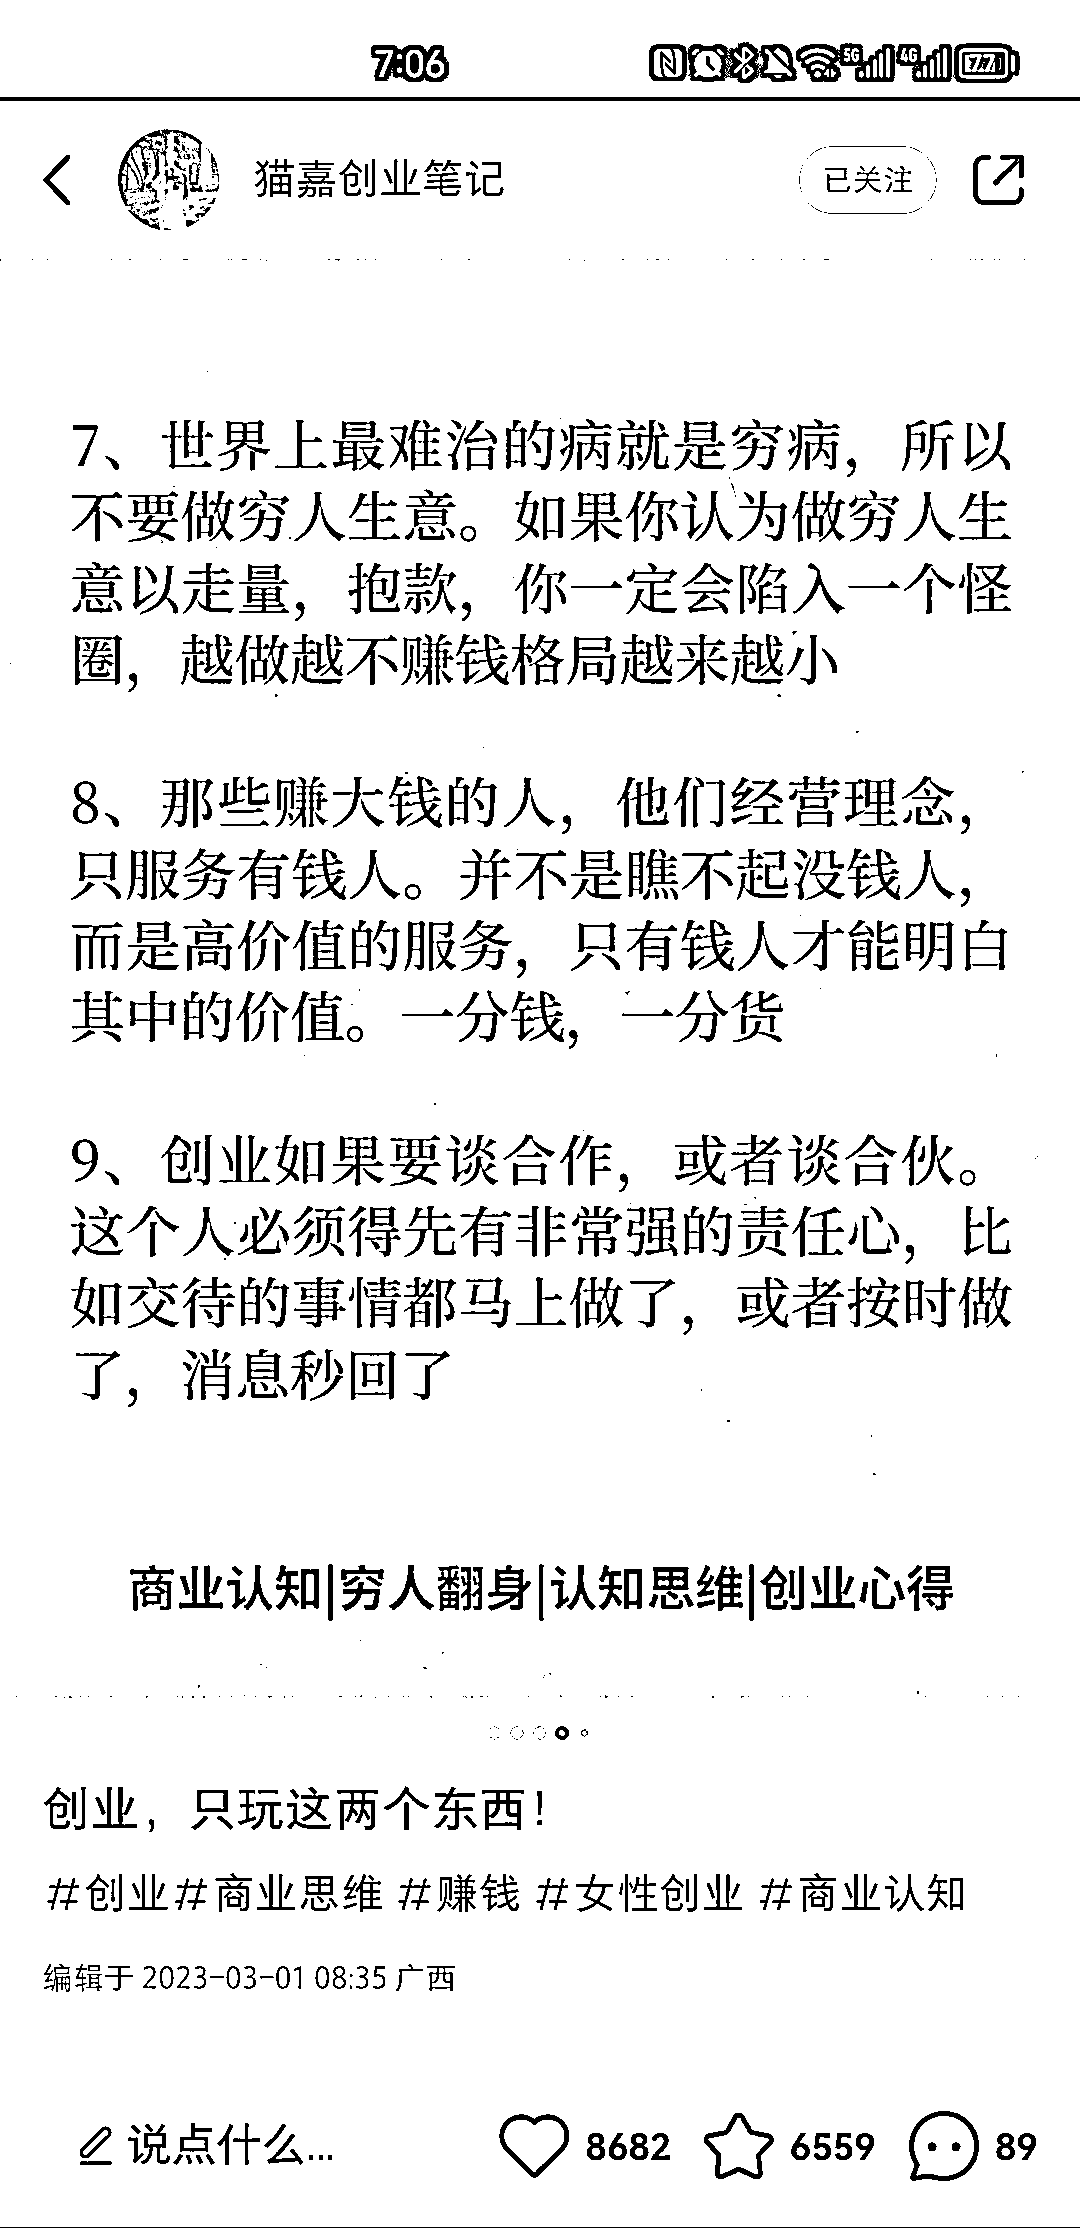 7:06
5G 4G 77
猫嘉创业笔记
已关注
7、世界上最难治的病就是穷病，所以
不要做穷人生意。如果你认为做穷人生
意以走量，抱款，你一定会陷入一个怪
圈，越做越不赚钱格局越来越小
8、那些赚大钱的人，他们经营理念，
只服务有钱人。并不是瞧不起没钱人，
而是高价值的服务，只有钱人才能明白
其中的价值。一分钱，一分货
9、创业如果要谈合作，或者谈合伙。
这个人必须得先有非常强的责任心，比
如交待的事情都马上做了，或者按时做
了，消息秒回了
商业认知|穷人翻身|认知思维|创业心得
创业，只玩这两个东西！
#创业#商业思维 #赚钱 #女性创业 #商业认知
编辑于 2023-03-01 08:35 广西
说点什么... 8682 6559 89